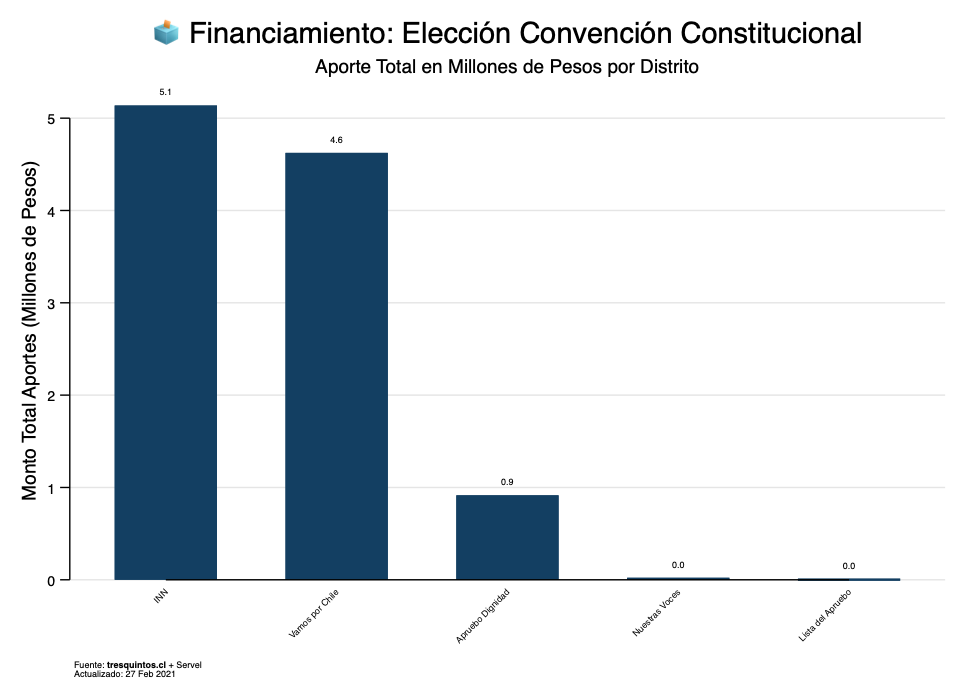 Financiamiento: Elección Convención Constitucional
Aporte Total en Millones de Pesos por Distrito
Monto Total Aportes (Millones de Pesos)
5
4
3
2
1
0
5.1
4.6
0.9
0.0
0.0
INN
Vamos por Chile
Apruebo Dignidad
Nuestras Voces
Lista del Apruebo
Fuente: tresquintos.cl + Servel
Actualizado: 27 Feb 2021